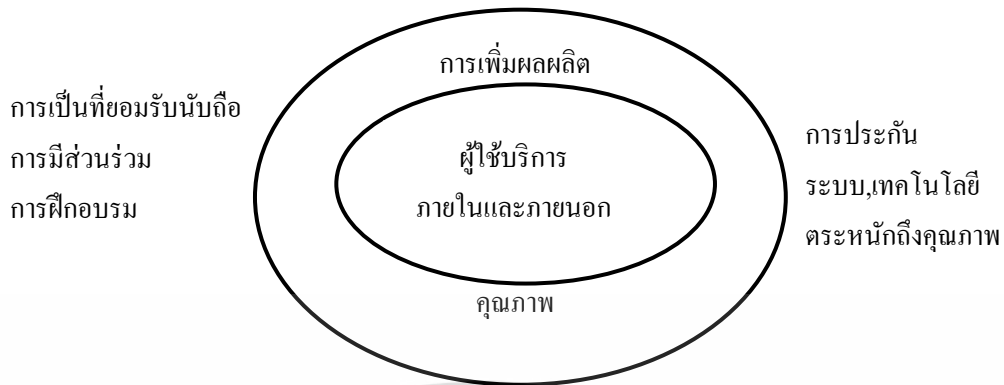 การเพิ่มผลผลิต
การเป็นที่ยอมรับนับถือ
การมีส่วนร่วม
การฝึกอบรม
ผู้ใช้บริการ
ภายในและภายนอก
การประกัน
ระบบ,เทคโนโลยี
ตระหนักถึงคุณภาพ
คุณภาพ